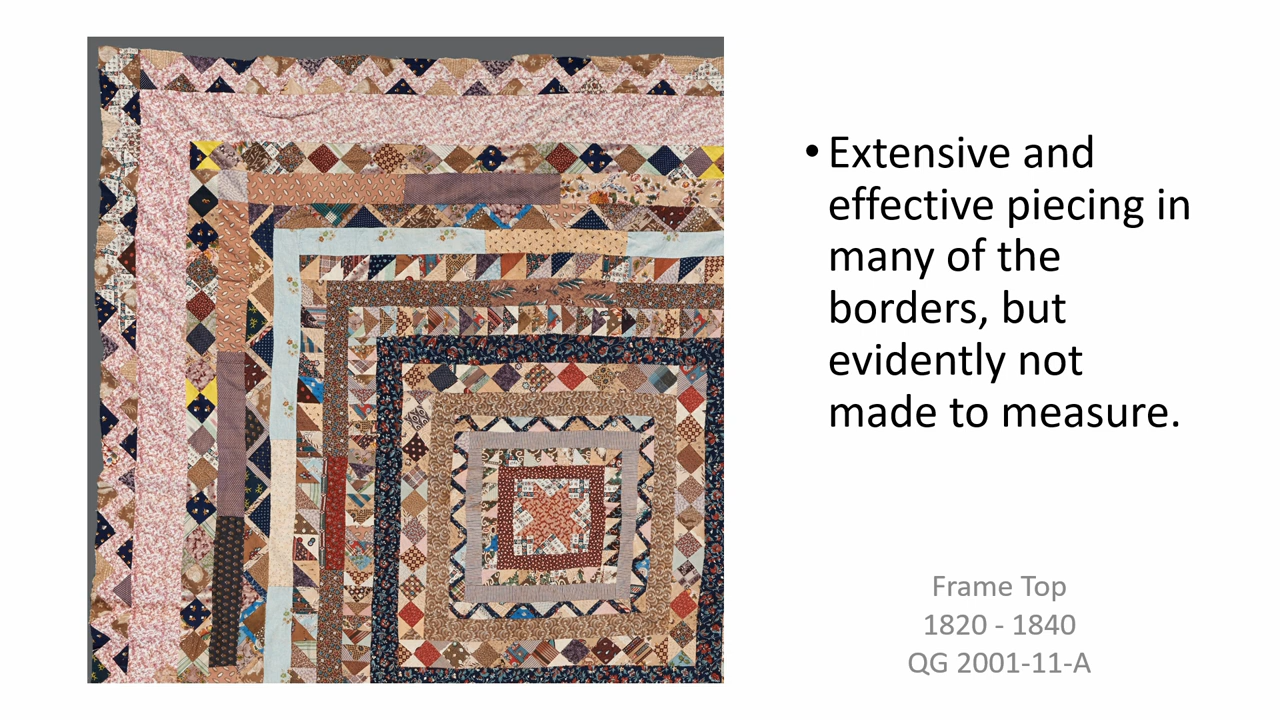 • Extensive and
effective piecing in
many of the
borders, but
evidently not
made to measure.
Frame Top
1820 - 1840
QG 2001-11-A